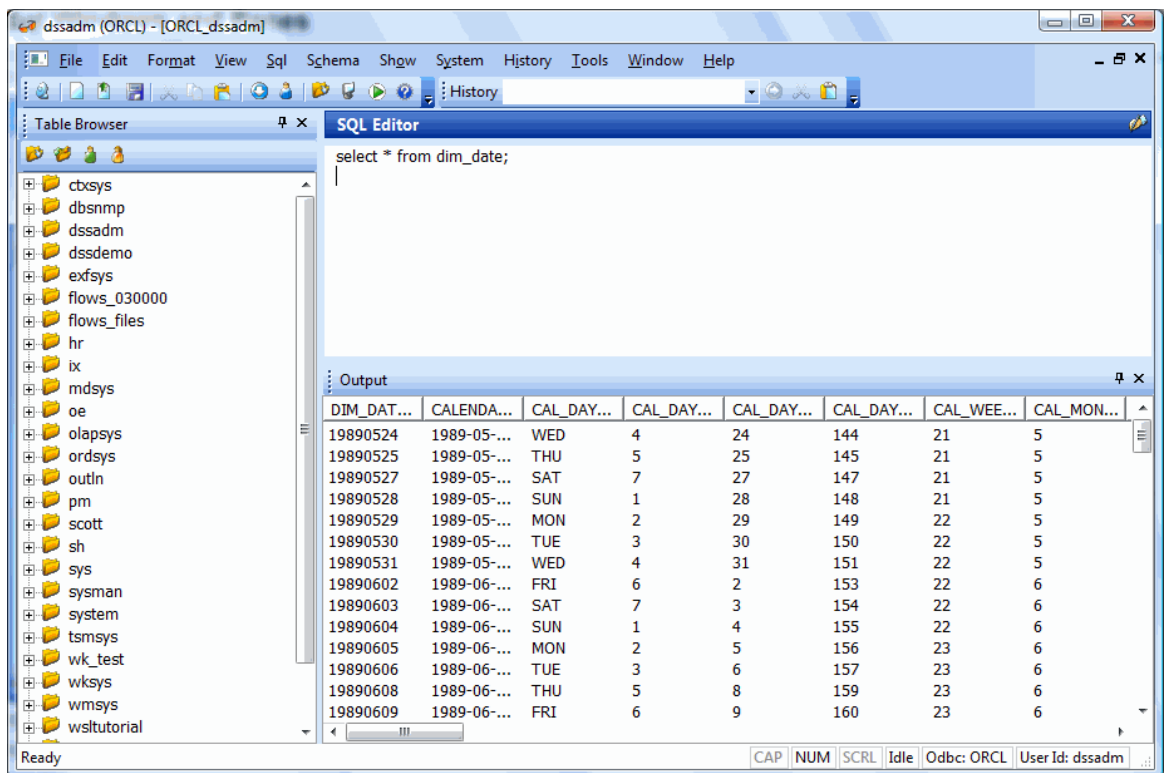 dssadm (ORCL) - [ORCL_dssadm]
File Edit Format View Sql Schema Show System History Tools Window Help
History
Table Browser
SQL Editor
select * from dim_date;
ctxsys
dbsnmp
dssadm
dssdemo
exfsys
flows_030000
flows_files
hr
ix
mdsys
oe
olapsys
ordsys
outln
pm
scott
sh
sys
sysman
system
tsmsys
wk_test
wksys
wmsys
wsltutorial
Output
DIM_DAT... CALENDA... CAL_DAY... CAL_DAY... CAL_DAY... CAL_DAY... CAL_WEE... CAL_MON...
19890524 1989-05-... WED 4 24 144 21 5
19890525 1989-05-... THU 5 25 145 21 5
19890527 1989-05-... SAT 7 27 147 21 5
19890528 1989-05-... SUN 1 28 148 21 5
19890529 1989-05-... MON 2 29 149 22 5
19890530 1989-05-... TUE 3 30 150 22 5
19890531 1989-05-... WED 4 31 151 22 5
19890602 1989-06-... FRI 6 2 153 22 6
19890603 1989-06-... SAT 7 3 154 22 6
19890604 1989-06-... SUN 1 4 155 22 6
19890605 1989-06-... MON 2 5 156 23 6
19890606 1989-06-... TUE 3 6 157 23 6
19890608 1989-06-... THU 5 8 159 23 6
19890609 1989-06-... FRI 6 9 160 23 6
Ready CAP NUM SCRL Idle Odbc: ORCL User Id: dssadm